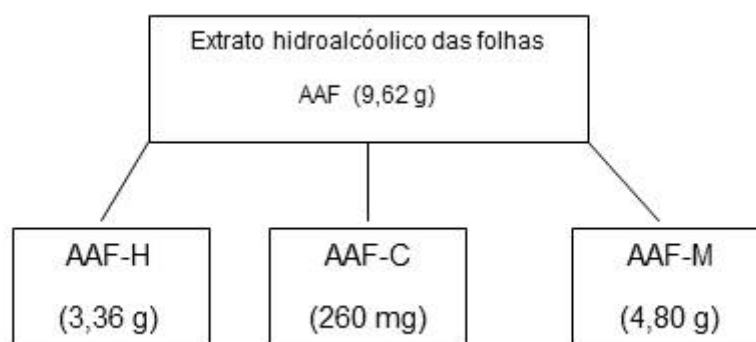 Extrato hidroalcóolico das folhas
AAF (9,62 g)
AAF-H
(3,36 g)
AAF-C
(260 mg)
AAF-M
(4,80 g)